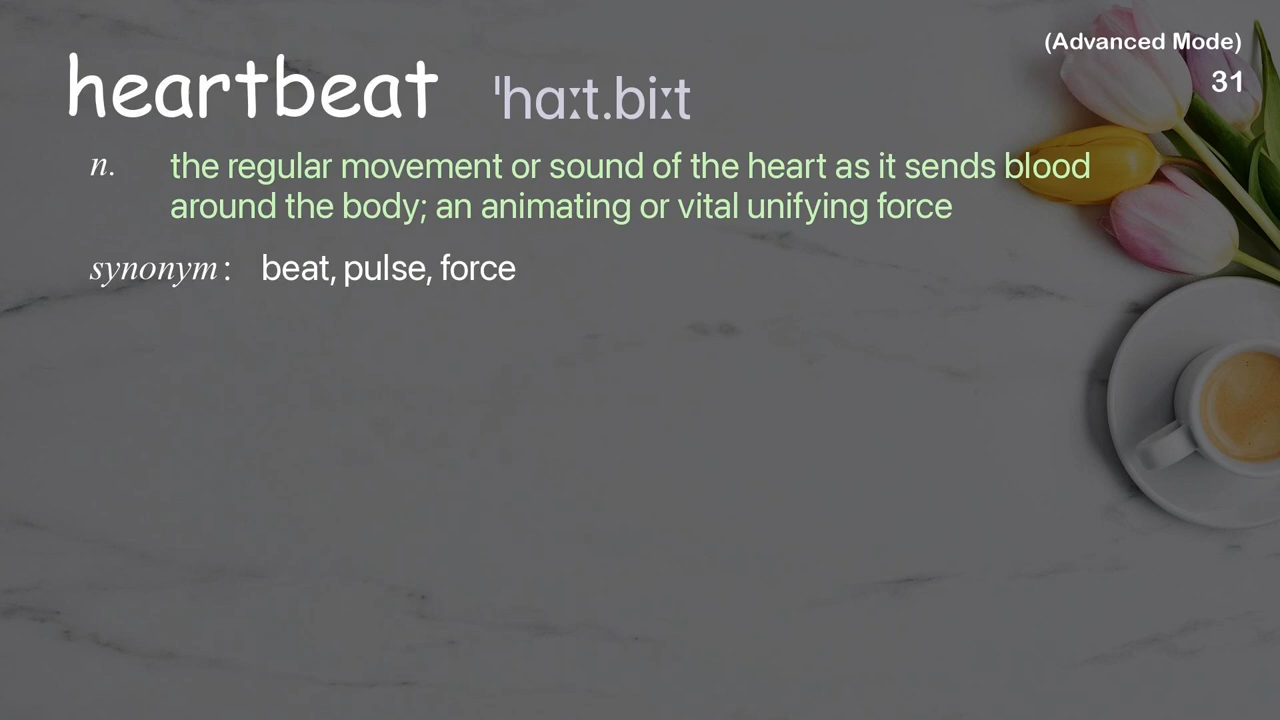 (Advanced Mode)
31
heartbeat ˈhɑːt.biːt
n. the regular movement or sound of the heart as it sends blood
around the body; an animating or vital unifying force
synonym: beat, pulse, force